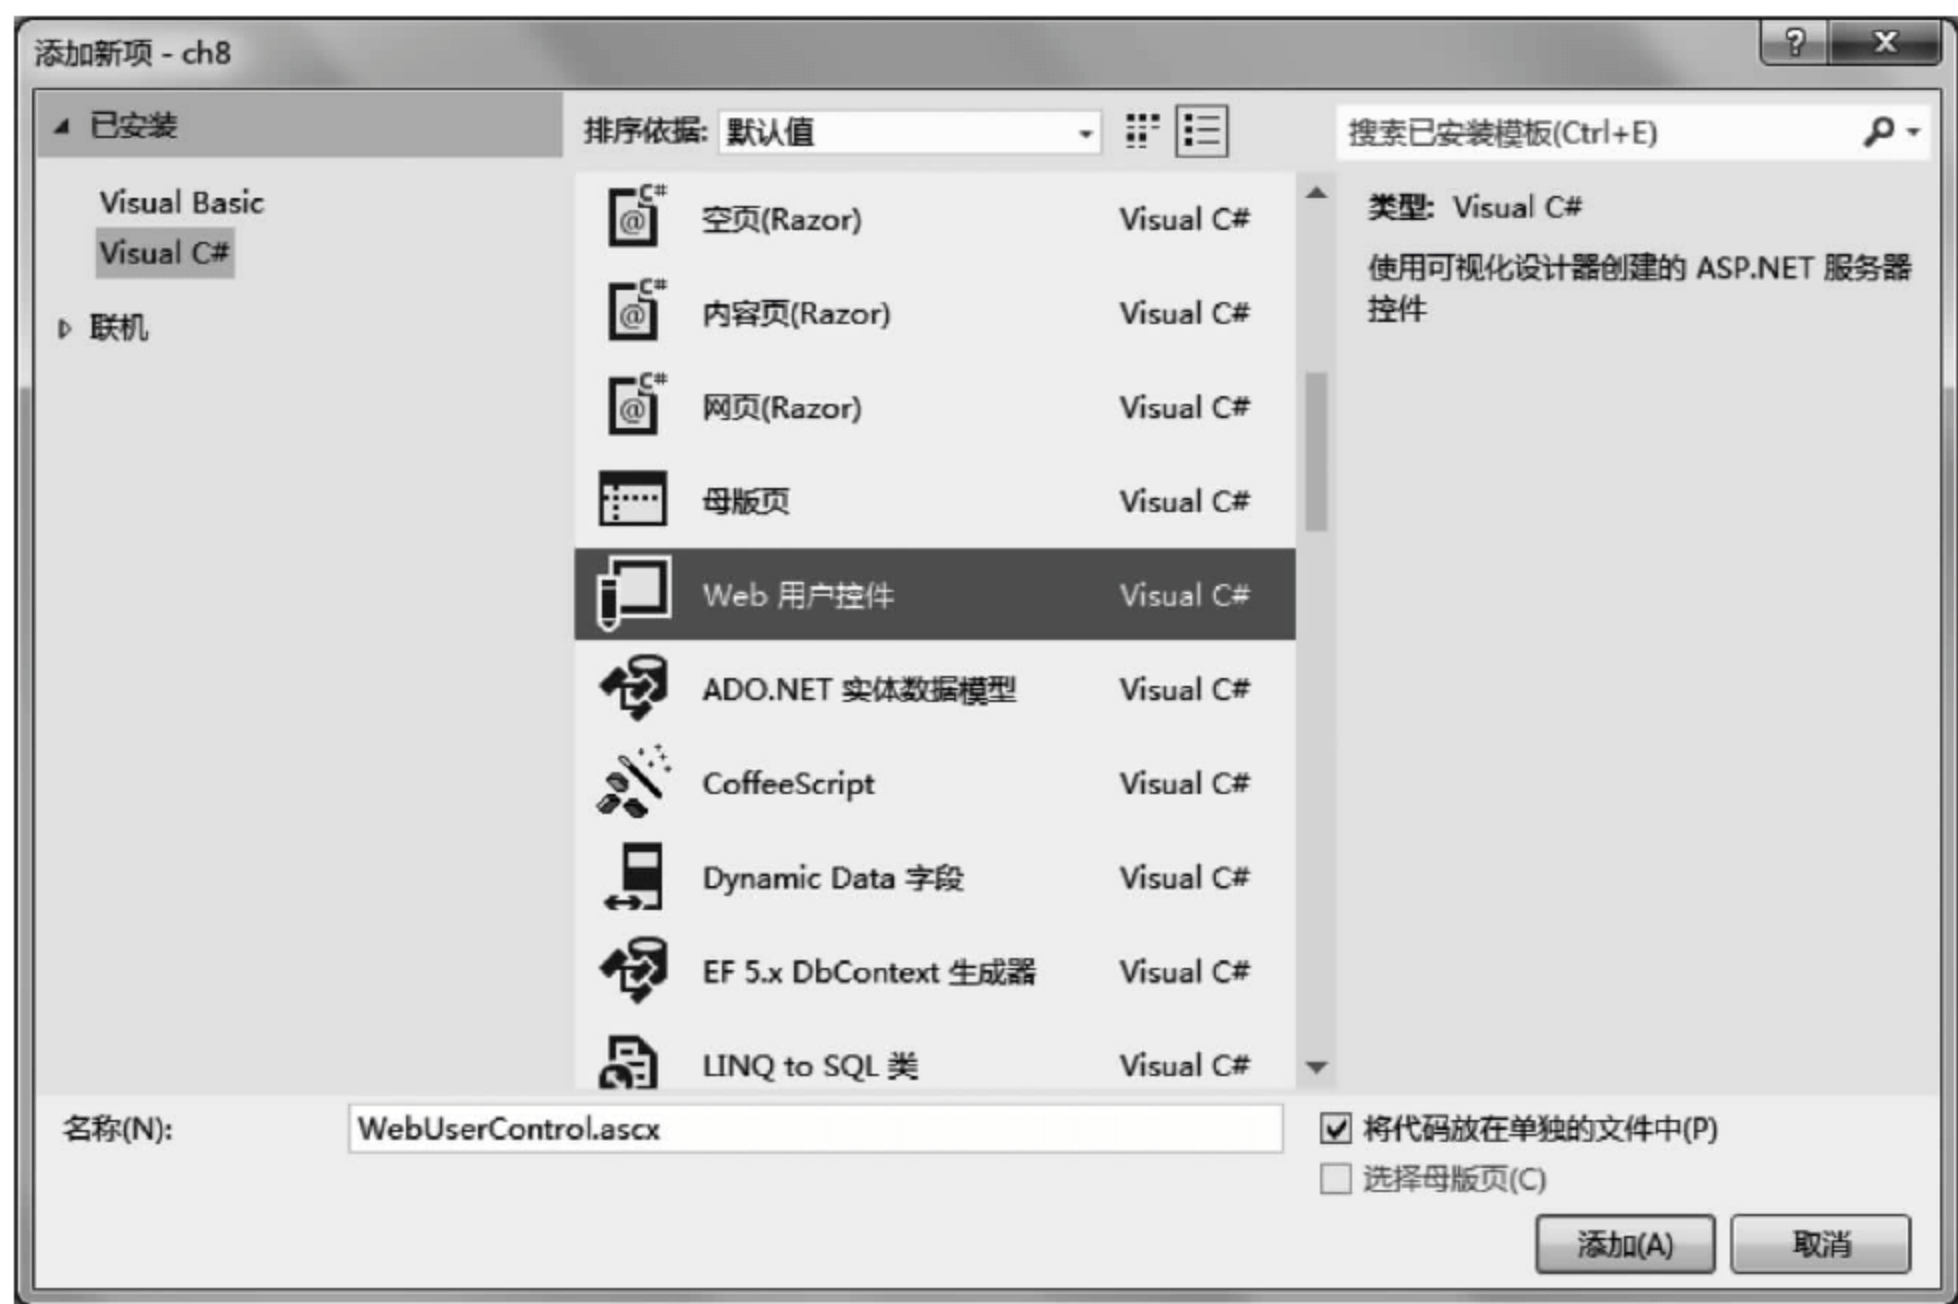 添加新项 - ch8
已安装
Visual Basic
Visual C#
联机
排序依据: 默认值
搜索已安装模板(Ctrl+E)
空页(Razor) Visual C#
内容页(Razor) Visual C#
网页(Razor) Visual C#
母版页 Visual C#
Web 用户控件 Visual C#
ADO.NET 实体数据模型 Visual C#
CoffeeScript Visual C#
Dynamic Data 字段 Visual C#
EF 5.x DbContext 生成器 Visual C#
LINQ to SQL 类 Visual C#
类型: Visual C#
使用可视化设计器创建的 ASP.NET 服务器
控件
名称(N): WebUserControl.ascx
将代码放在单独的文件中(P)
选择母版页(C)
添加(A) 取消